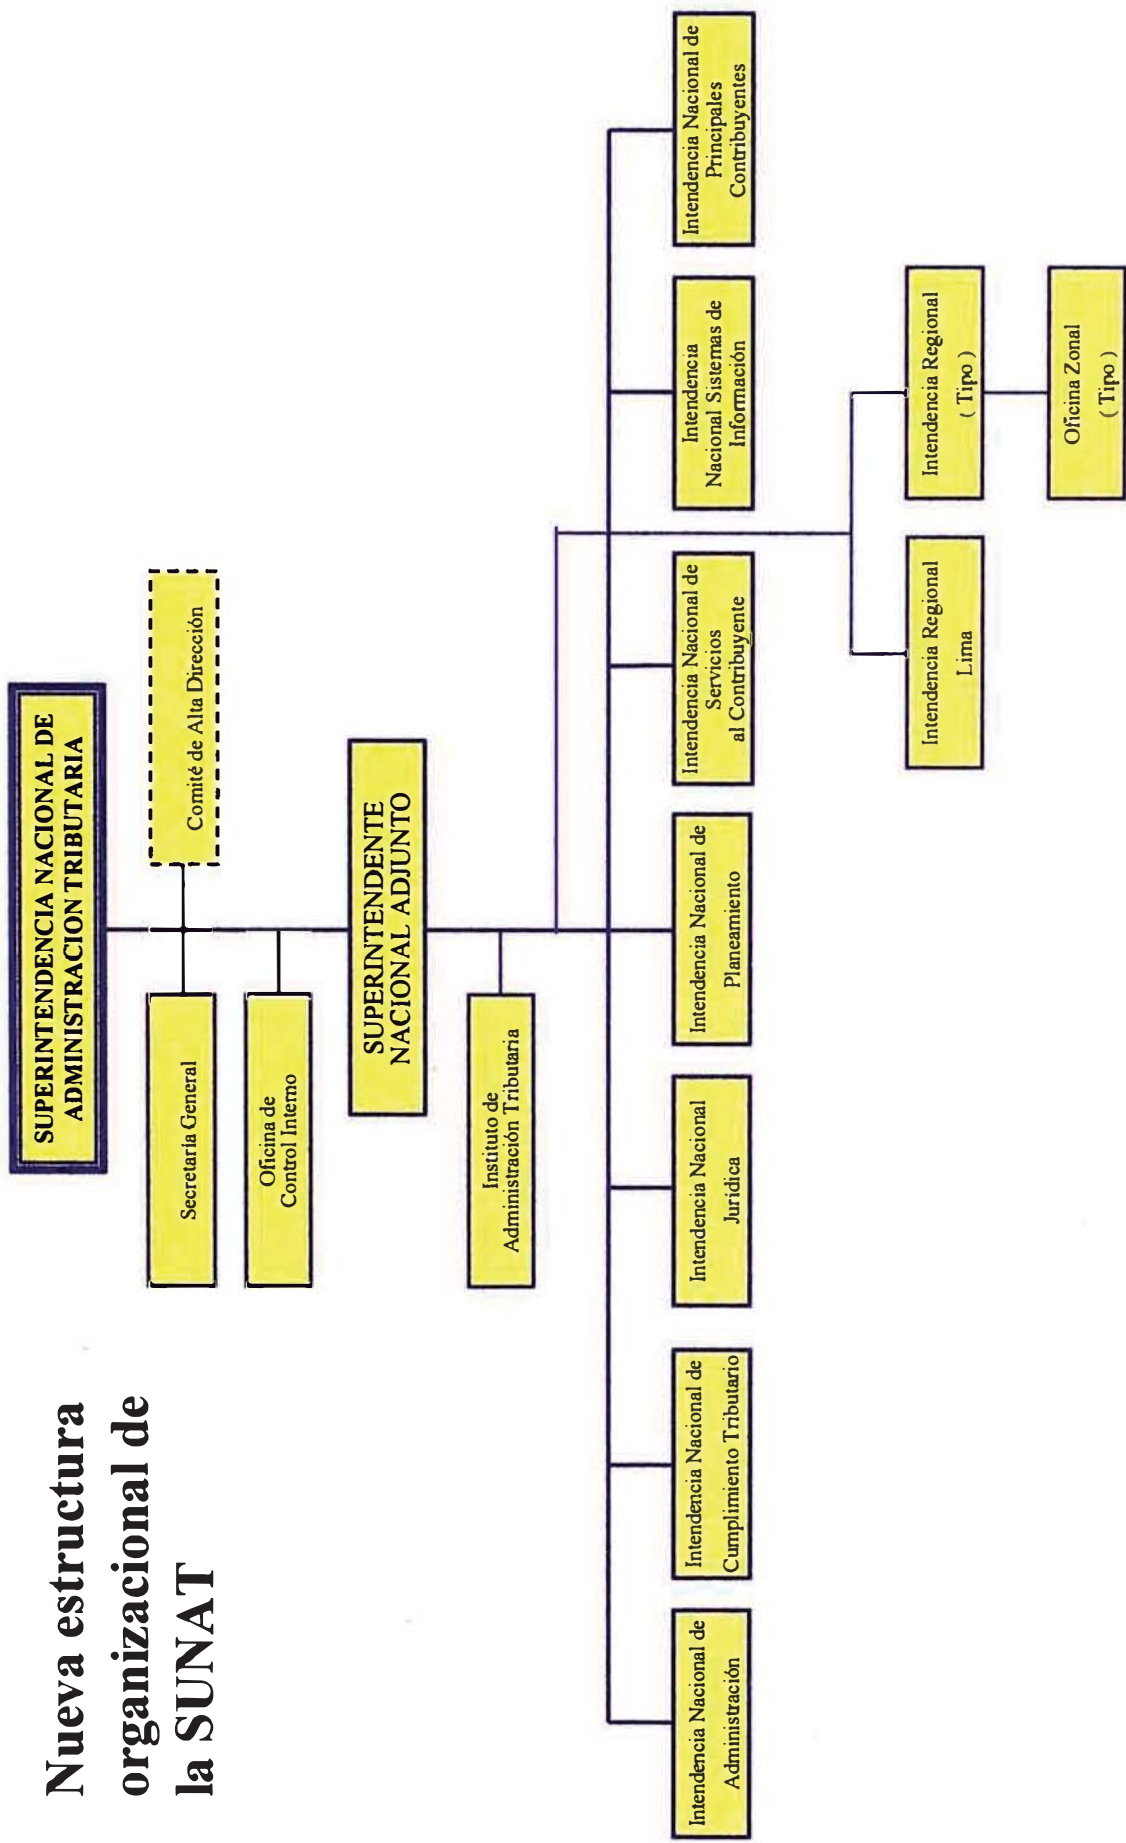 Nueva estructura
organizacional de
la SUNAT
SUPERINTENDENCIA NACIONAL DE
ADMINISTRACION TRIBUTARIA
Secretaría General
Comité de Alta Dirección
Oficina de
Control Interno
SUPERINTENDENTE
NACIONAL ADJUNTO
Instituto de
Administración Tributaria
Intendencia Nacional de
Administración
Intendencia Nacional de
Cumplimiento Tributario
Intendencia Nacional
Jurídica
Intendencia Nacional de
Planeamiento
Intendencia Nacional de
Servicios
al Contribuyente
Intendencia
Nacional Sistemas de
Información
Intendencia Nacional de
Principales
Contribuyentes
Intendencia Regional
Lima
Intendencia Regional
( Tipo )
Oficina Zonal
( Tipo )